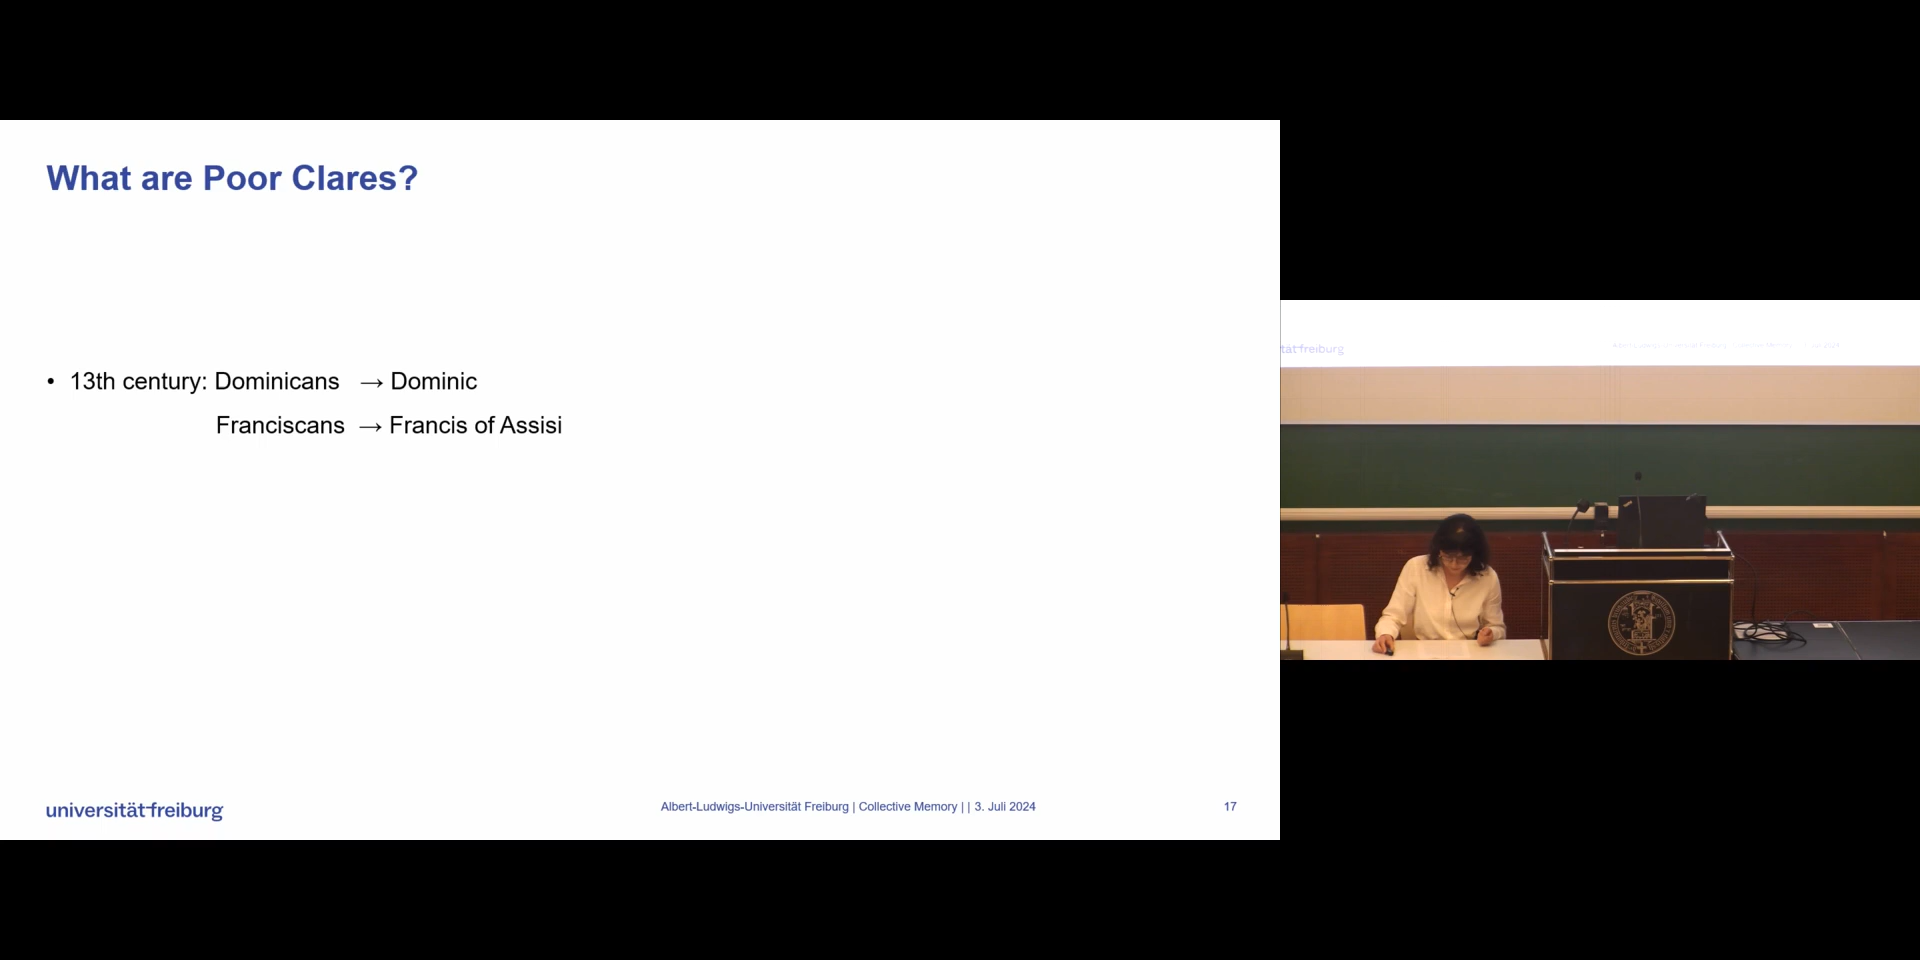 What are Poor Clares?
• 13th century: Dominicans → Dominic
Franciscans → Francis of Assisi
universität freiburg
Albert-Ludwigs-Universität Freiburg | Collective Memory | | 3. Juli 2024
17
tät freiburg